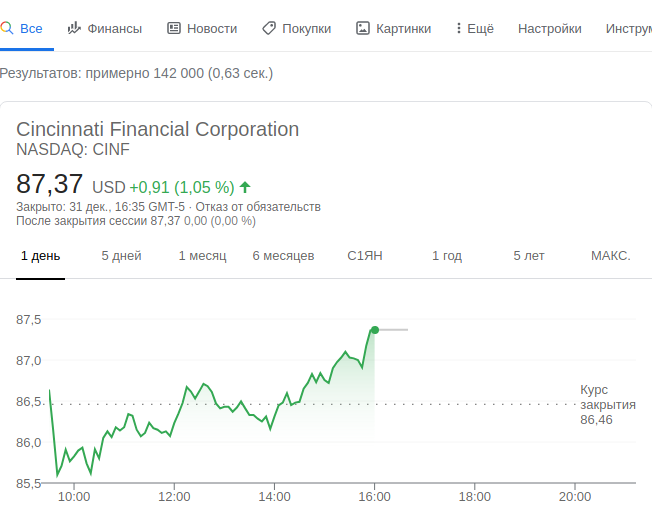 Все Финансы Новости Покупки Картинки Ещё Настройки
Результатов: примерно 142 000 (0,63 сек.)
Cincinnati Financial Corporation
NASDAQ: CINF
87,37 USD +0,91 (1,05 %)
Закрыто: 31 дек., 16:35 GMT-5 · Отказ от обязательств
После закрытия сессии 87,37 0,00 (0,00 %)
1 день 5 дней 1 месяц 6 месяцев С1ЯН 1 год 5 лет МАКС.
87,5
87,0
86,5
86,0
85,5
Курс
закрытия
86,46
10:00 12:00 14:00 16:00 18:00 20:00